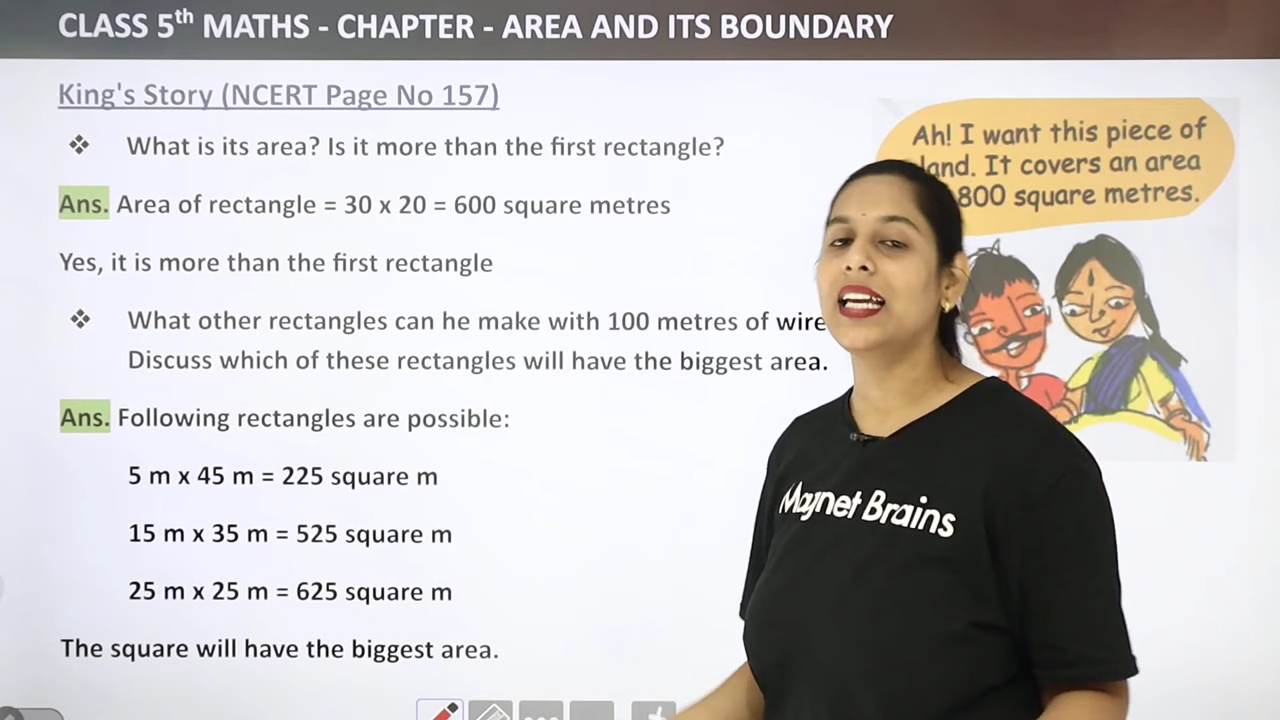 CLASS 5th MATHS - CHAPTER - AREA AND ITS BOUNDARY
King's Story (NCERT Page No 157)
❖ What is its area? Is it more than the first rectangle?
Ans. Area of rectangle = 30 x 20 = 600 square metres
Yes, it is more than the first rectangle
❖ What other rectangles can he make with 100 metres of wire
Discuss which of these rectangles will have the biggest area.
Ans. Following rectangles are possible:
5 m x 45 m = 225 square m
15 m x 35 m = 525 square m
25 m x 25 m = 625 square m
The square will have the biggest area.
Ah! I want this piece of
land. It covers an area
800 square metres.
Magnet Brains